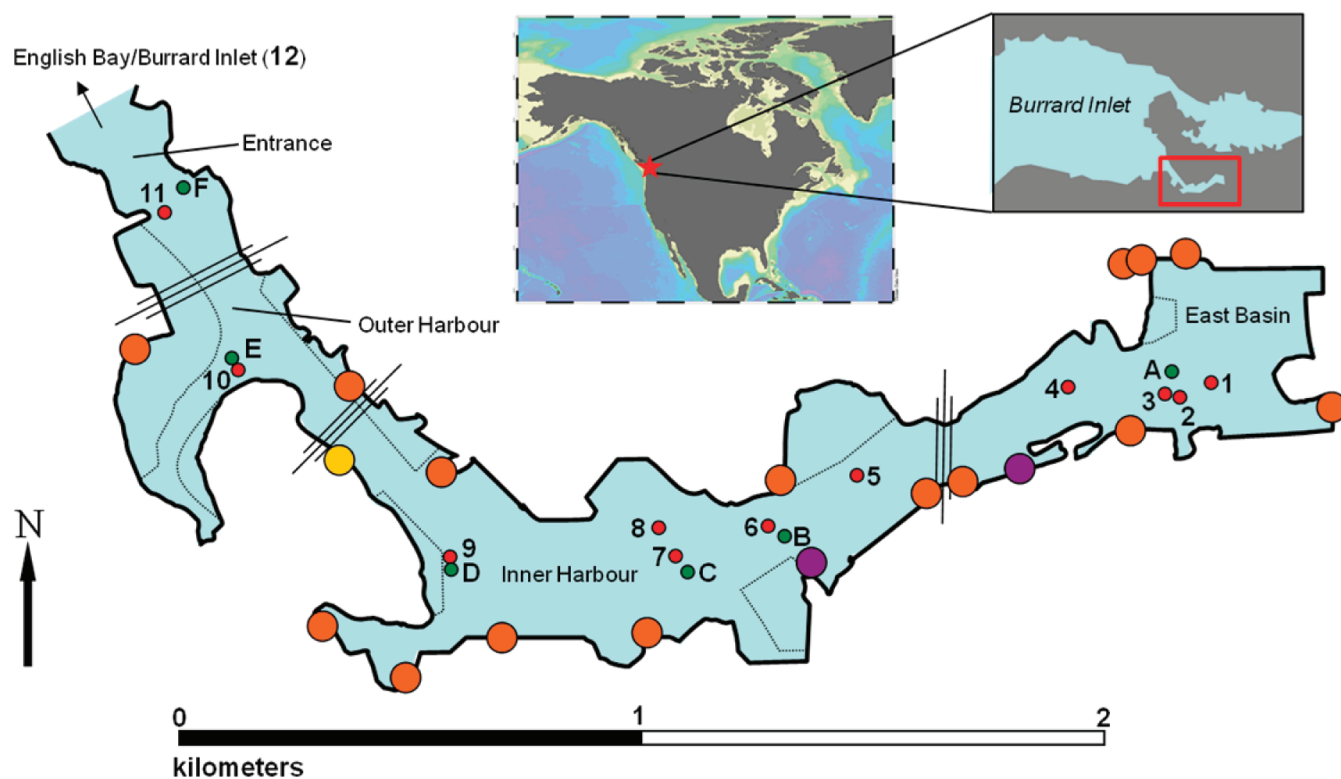 English Bay/Burrard Inlet (12)
Entrance
11
F
Outer Harbour
E
10
Burrard Inlet
East Basin
A
1
2
3
4
5
6
B
8
7
C
9
D
Inner Harbour
N
0
1
2
kilometers